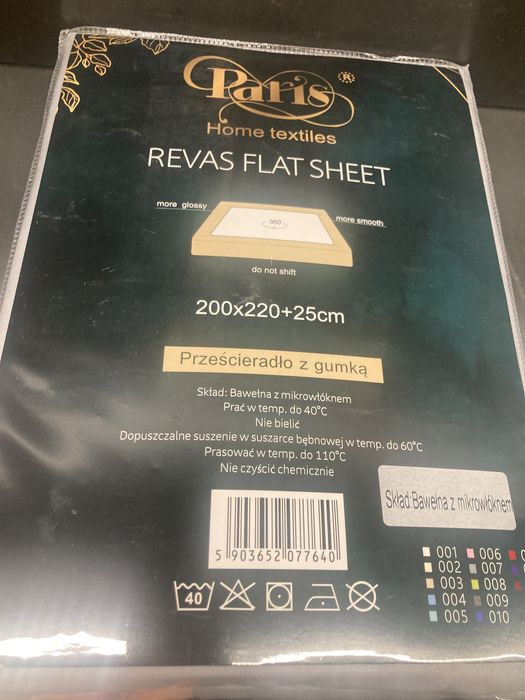 Paris ®
Home textiles
REVAS FLAT SHEET
more glossy
360°
more smooth
do not shift
200x220+25cm
Prześcieradło z gumką
Skład: Bawełna z mikrowłóknem
Prać w temp. do 40°C
Nie bielić
Dopuszczalne suszenie w suszarce bębnowej w temp. do 60°C
Prasować w temp. do 110°C
Nie czyścić chemicznie
Skład:Bawełna z mikrowłóknem
5 903652 077640
40
001 006
002 007
003 008
004 009
005 010